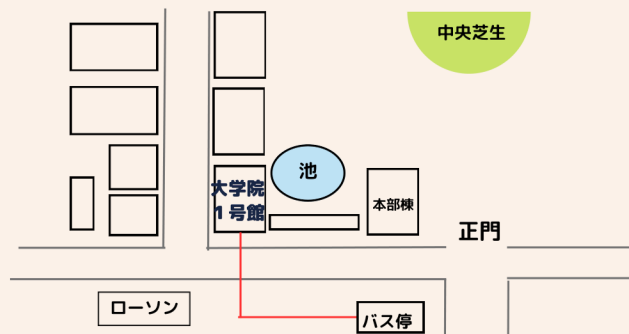 中央芝生
池
大学院
1号館
本部棟
正門
ローソン
バス停